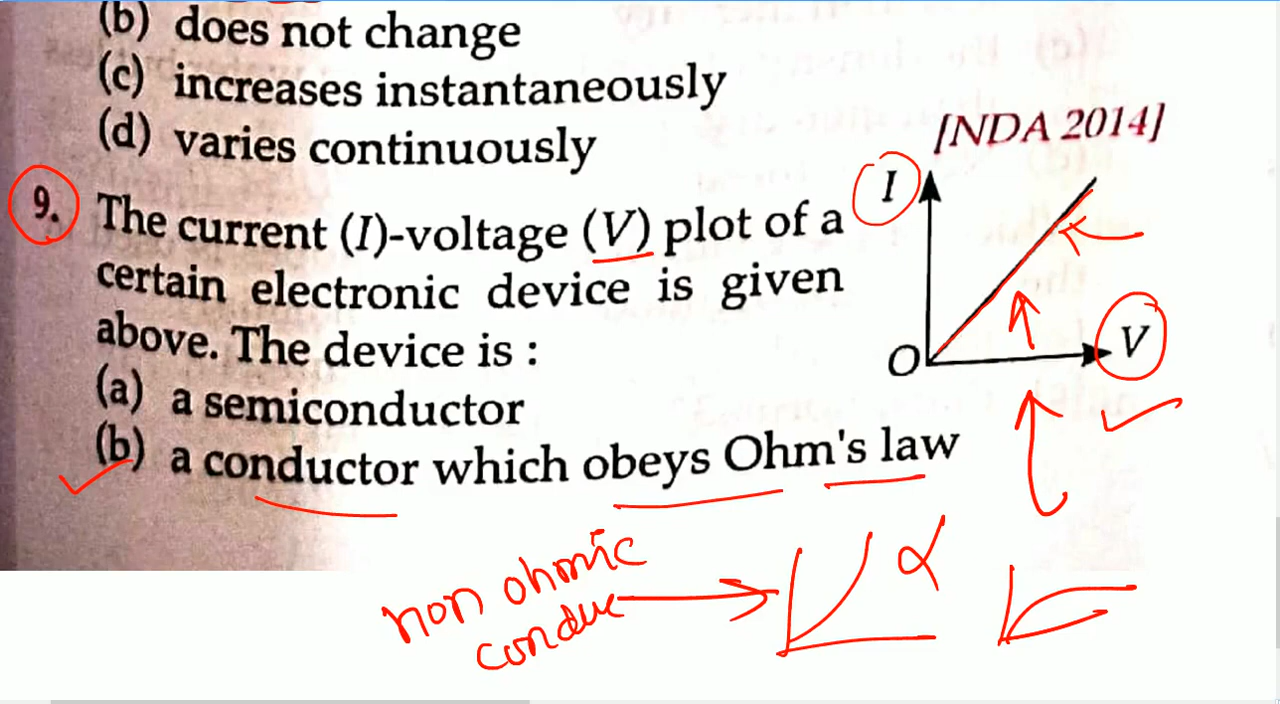 (b) does not change
(c) increases instantaneously
(d) varies continuously
[NDA 2014]
9. The current (I)-voltage (V) plot of a
certain electronic device is given
above. The device is :
(a) a semiconductor
(b) a conductor which obeys Ohm's law
I
O
V
non ohmic
conduc